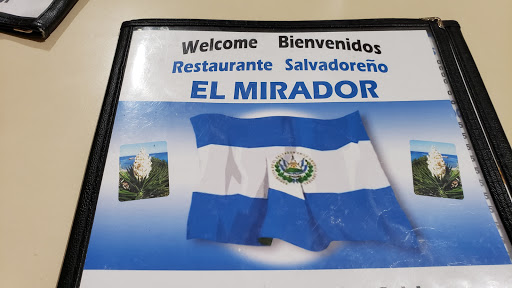 Welcome Bienvenidos
Restaurante Salvadoreño
EL MIRADOR